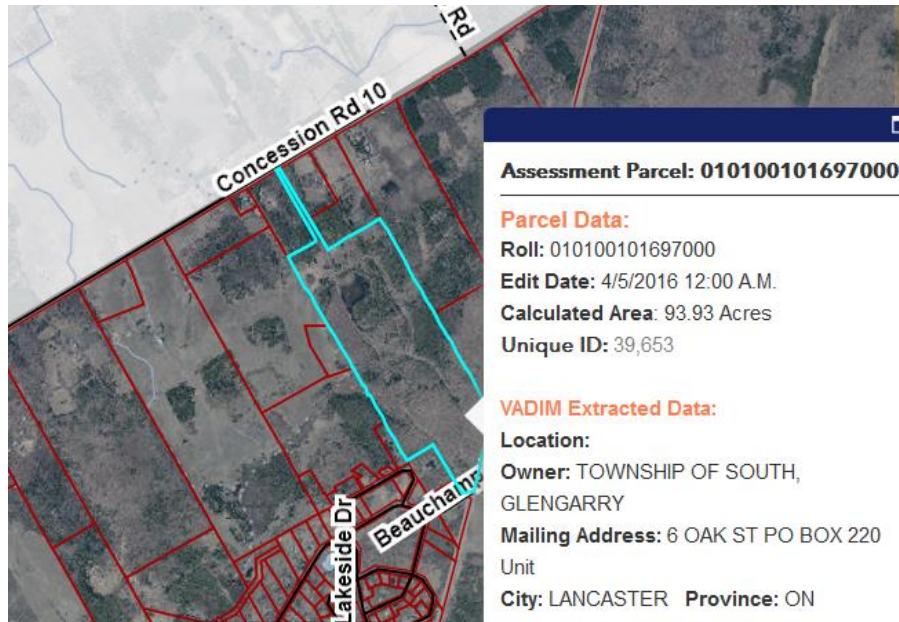 Rd
Concession Rd 10
Beauchamp
Lakeside Dr
Assessment Parcel: 010100101697000
Parcel Data:
Roll: 010100101697000
Edit Date: 4/5/2016 12:00 A.M.
Calculated Area: 93.93 Acres
Unique ID: 39,653
VADIM Extracted Data:
Location:
Owner: TOWNSHIP OF SOUTH,
GLENGARRY
Mailing Address: 6 OAK ST PO BOX 220
Unit
City: LANCASTER Province: ON